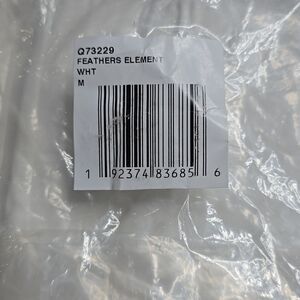 Q73229
FEATHERS ELEMENT
WHT
M
1 92374 83685 6